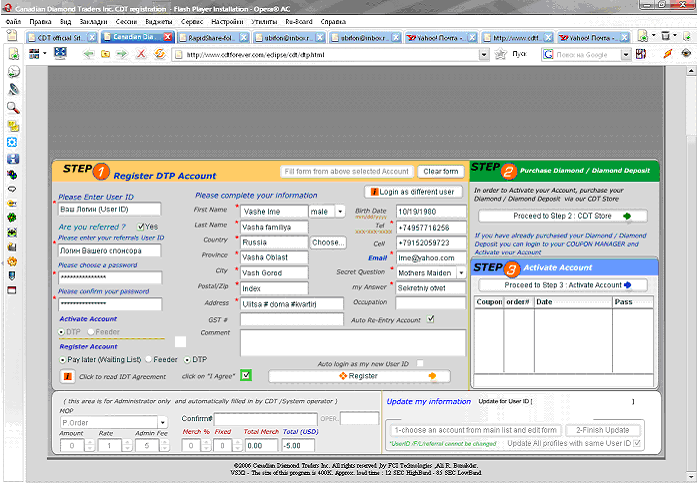 Canadian Diamond Traders Inc. CDT registration - Flash Player Installation - Opera® AC
Файл Правка Вид Закладки Сессии Виджеты Сервис Настройки Утилиты Re-Board Справка
CDT official Sit Canadian Dia... RapidShare-fol... ubifon@inbox.r ubifon@inbox.r Yahoo! Почта - http://www.cdtf Yahoo! Почта -
http://www.cdtforever.com/eclipse/cdt/dtp.html Пуск Поиск на Google
STEP 1 Register DTP Account
Fill form from above selected Account
Clear form
Please Enter User ID
Ваш Логин (User ID)
Are you referred ? Yes
Please enter your referrals User ID
Логин Вашего спонсора
Please choose a password
***************
Please confirm your password
***************
Activate Account
DTP Feeder
Register Account
Pay later (Waiting List) Feeder DTP
Click to read IDT Agreement click on "I Agree"
Please complete your information
Login as different user
First Name Vashe Ime male Birth Date 10/19/1980
Last Name Vasha familiya Tel +74957716256
Country Russia Choose... Cell +79152059723
Province Vasha Oblast Email Ime@yahoo.com
City Vash Gorod Secret Question Mothers Maiden
Postal/Zip Index my Answer Sekretniy otvet
Address Ulitsa # doma #kvartiri Occupation
GST # Auto Re-Entry Account
Comment
Auto login as my new User ID
Register
STEP 2 Purchase Diamond / Diamond Deposit
In order to Activate your Account, purchase your
Diamond / Diamond Deposit via our CDT Store
Proceed to Step 2 : CDT Store
If you have already purchased your Diamond / Diamond
Deposit you can login to your COUPON MANAGER and
Activate your Account
STEP 3 Activate Account
Proceed to Step 3 : Activate Account
Coupon order# Date Pass
( this area is for Administrator only and automatically filled in by CDT /System operator )
MOP
P.Order
Confirm# OPER.
Amount Rate Admin Fee Merch % Fixed Total Merch Total (USD)
0 1 5 0 0 0.00 -5.00
Update my information Update for User ID [ ]
1-choose an account from main list and edit form 2-Finish Update
*UserID /F/L/referral cannot be changed Update All profiles with same User ID
©2006 Canadian Diamond Traders Inc. All rights reserved ,by FCI Technologies ,Ali R. Bonakdar.
VSX2 - The size of this program is 400K. Approx. load time : 12 SEC HighBand - 85 SEC LowBand.